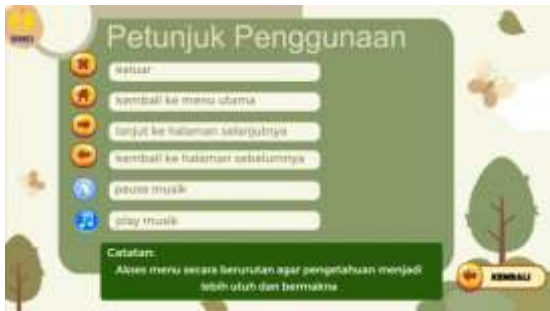 Petunjuk Penggunaan
keluar
kembali ke menu utama
lanjut ke halaman selanjutnya
kembali ke halaman sebelumnya
pause musik
play musik
Catatan:
Akses menu secara berurutan agar pengetahuan menjadi
lebih utuh dan bermakna
KEMBALI